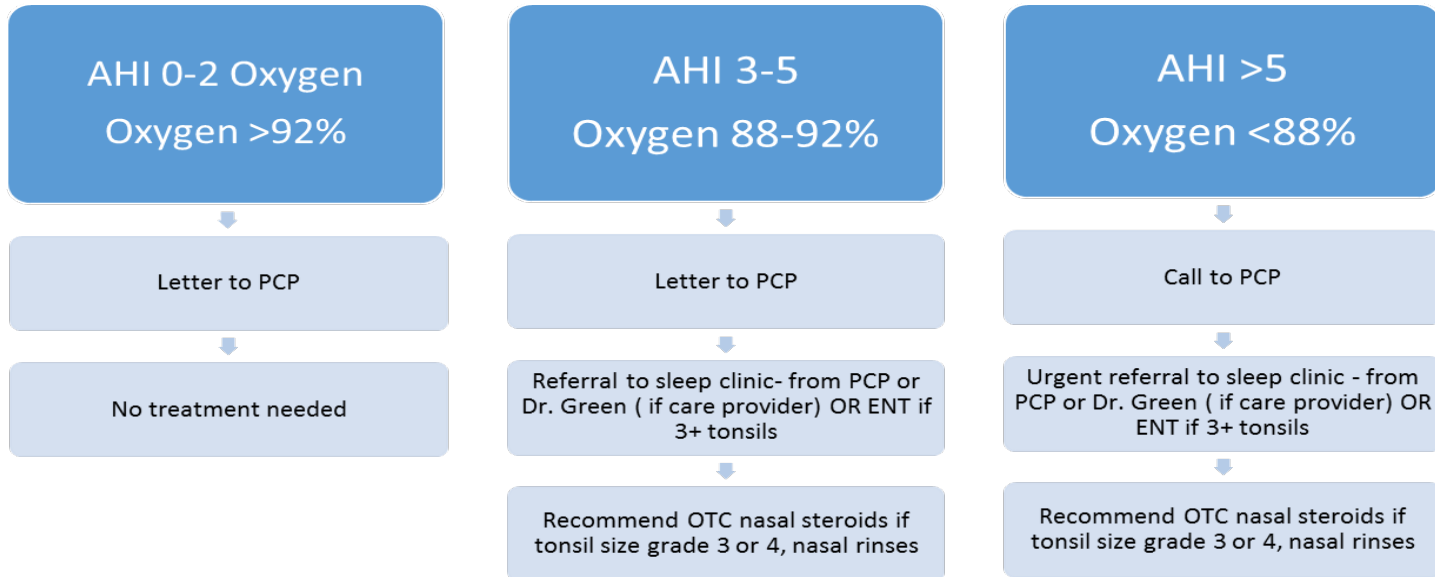 AHI 0-2 Oxygen
Oxygen >92%
Letter to PCP
No treatment needed
AHI 3-5
Oxygen 88-92%
Letter to PCP
Referral to sleep clinic- from PCP or
Dr. Green ( if care provider) OR ENT if
3+ tonsils
Recommend OTC nasal steroids if
tonsil size grade 3 or 4, nasal rinses
AHI >5
Oxygen <88%
Call to PCP
Urgent referral to sleep clinic - from
PCP or Dr. Green ( if care provider) OR
ENT if 3+ tonsils
Recommend OTC nasal steroids if
tonsil size grade 3 or 4, nasal rinses